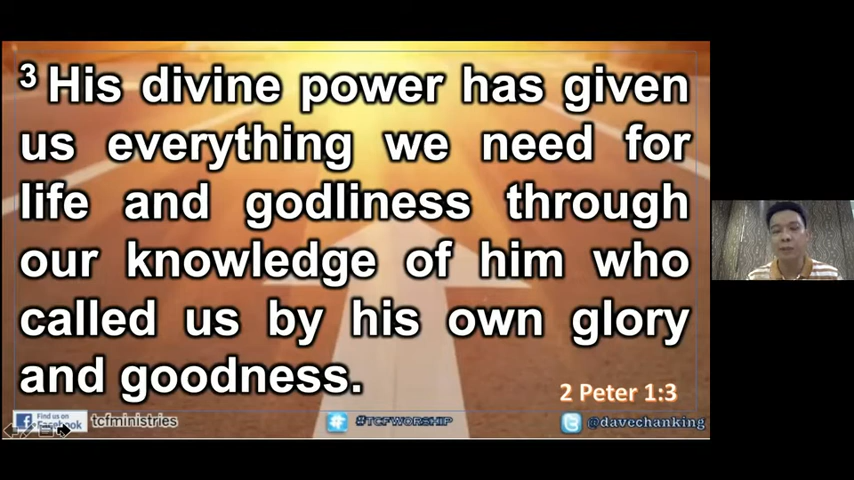 3 His divine power has given
us everything we need for
life and godliness through
our knowledge of him who
called us by his own glory
and goodness.
2 Peter 1:3
Find us on
Facebook
tcfministries
#TCFWORSHIP
@davechanking